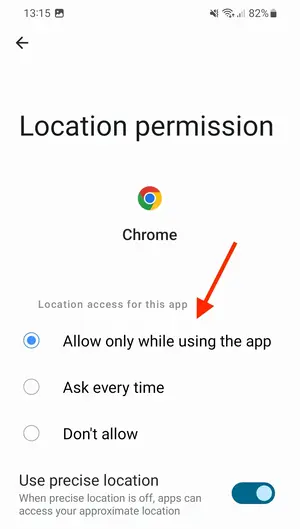 13:15 82%
Location permission
Chrome
Location access for this app
Allow only while using the app
Ask every time
Don't allow
Use precise location
When precise location is off, apps can
access your approximate location